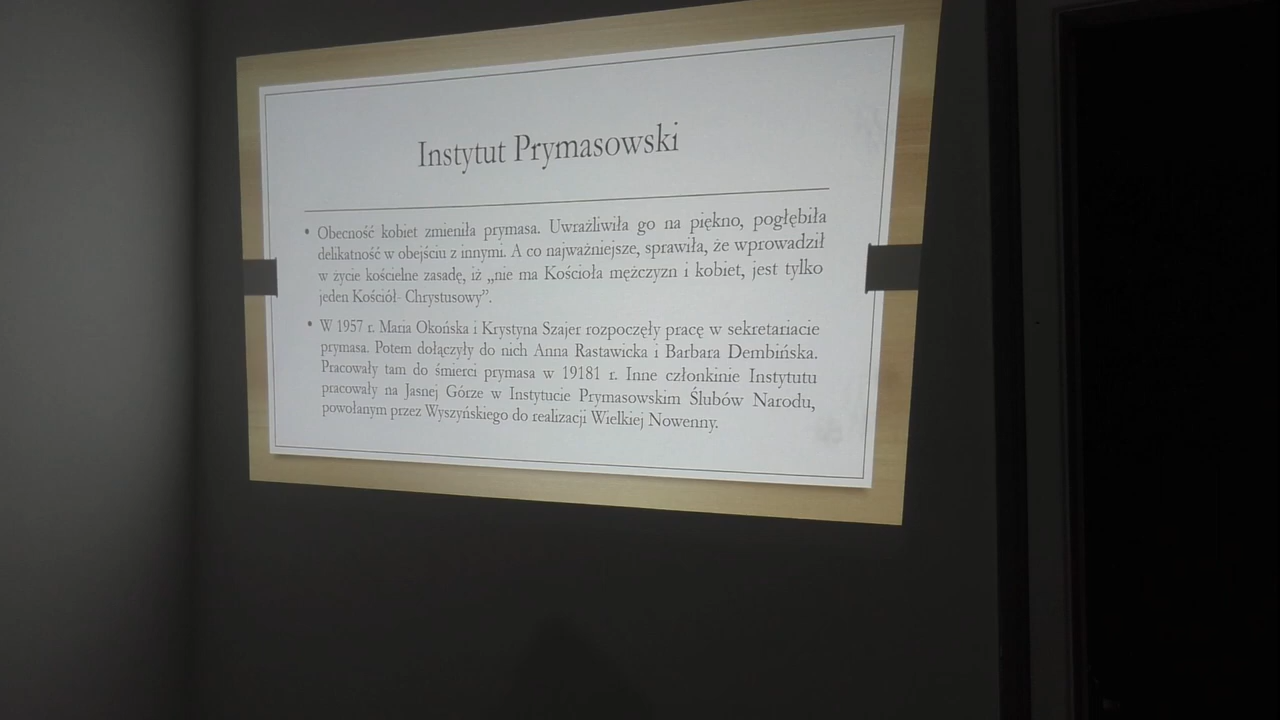 Instytut Prymasowski
• Obecność kobiet zmieniła prymasa. Uwrażliwiła go na piękno, pogłębiła
delikatność w obejściu z innymi. A co najważniejsze, sprawiła, że wprowadził
w życie kościelne zasadę, iż „nie ma Kościoła mężczyzn i kobiet, jest tylko
jeden Kościół- Chrystusowy”.
• W 1957 r. Maria Okońska i Krystyna Szajer rozpoczęły pracę w sekretariacie
prymasa. Potem dołączyły do nich Anna Rastawicka i Barbara Dembińska.
Pracowały tam do śmierci prymasa w 19181 r. Inne członkinie Instytutu
pracowały na Jasnej Górze w Instytucie Prymasowskim Ślubów Narodu,
powołanym przez Wyszyńskiego do realizacji Wielkiej Nowenny.